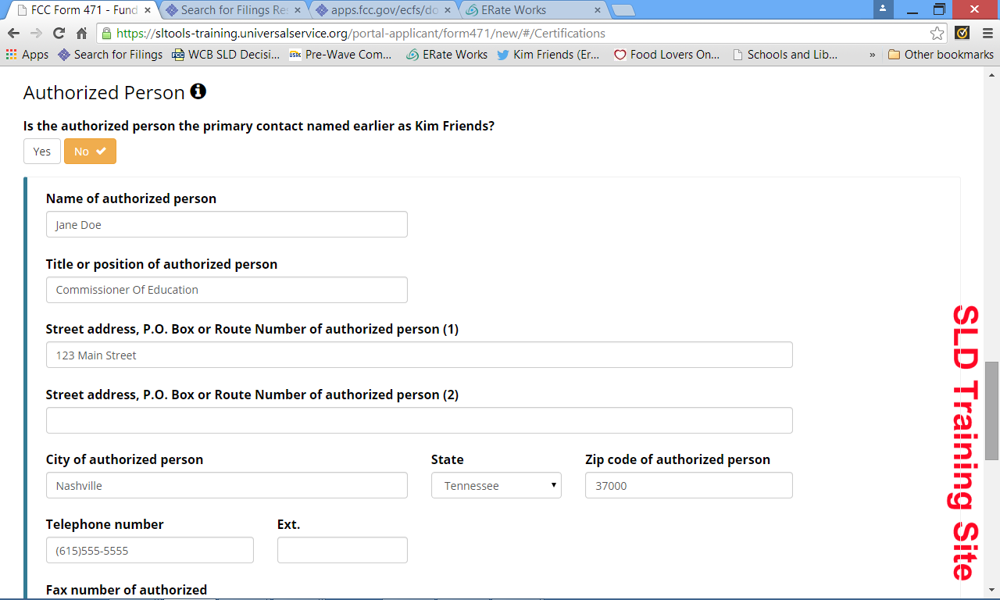 FCC Form 471 - Fund
Search for Filings Res
apps.fcc.gov/ecfs/do
ERate Works
https://sltools-training.universalservice.org/portal-applicant/form471/new/#/Certifications
Apps
Search for Filings
WCB SLD Decisi...
USAC Pre-Wave Com...
ERate Works
Kim Friends (Er...
Food Lovers On...
Schools and Lib...
»
Other bookmarks
Authorized Person
Is the authorized person the primary contact named earlier as Kim Friends?
Yes
No
Name of authorized person
Jane Doe
Title or position of authorized person
Commissioner Of Education
Street address, P.O. Box or Route Number of authorized person (1)
123 Main Street
Street address, P.O. Box or Route Number of authorized person (2)
City of authorized person
State
Zip code of authorized person
Nashville
Tennessee
37000
Telephone number
Ext.
(615)555-5555
Fax number of authorized
SLD Training Site